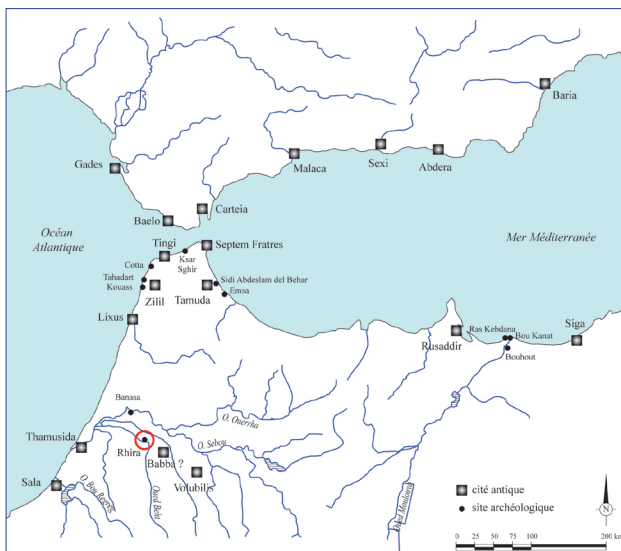 Baria
Gades
Malaca
Sexi
Abdera
Carteia
Baelo
Océan
Atlantique
Mer Méditerranée
Tingi
Septem Fratres
Ksar
Sghir
Cotta
Tahadart
Kouass
Zilil
Tamuda
Sidi Abdeslam del Behar
Emsa
Lixus
Rusaddir
Ras Kebdana
Bou Kanat
Bouhout
Siga
Banasa
O. Ouerrha
Thamusida
Rhira
O. Sebou
Babba ?
Volubilis
Sala
O. Bou Regreg
Oued Beht
Oued Moulouya
cité antique
site archéologique
N
0 25 50 75 100 200 km